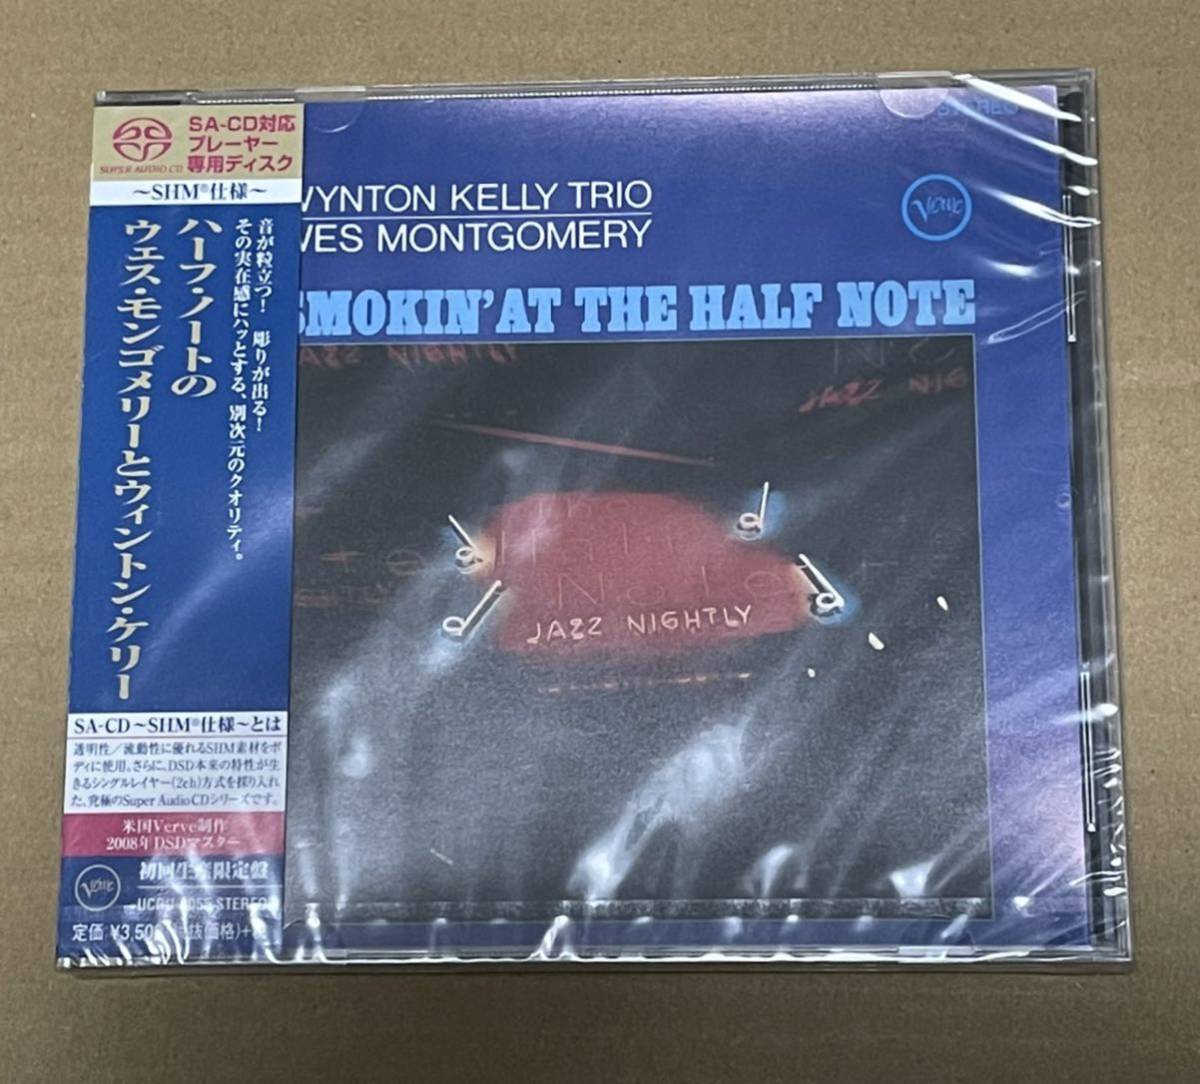 SA-CD対応
プレーヤー
専用ディスク
SUPER AUDIO CD
～SHM®仕様～
音が粒立つ! 彫りが出る!
その実在感にハッとする、別次元のクオリティ。
ハーフ・ノートの
ウェス・モンゴメリーとウィントン・ケリー
SA-CD～SHM®仕様～とは
透明性/流動性に優れるSHM素材をボ
ディに使用。さらに、DSD本来の特性が生
きるシングルレイヤー(2ch)方式を採り入れ
た、究極のSuper Audio CDシリーズです。
米国Verve制作
2008年DSDマスター
Verve
初回生産限定盤
STEREO
定価
STEREO
WYNTON KELLY TRIO
WES MONTGOMERY
Verve
SMOKIN' AT THE HALF NOTE
JAZZ NIGHTLY
JAZZ NIG
Half
Note
JAZZ NIGHTLY